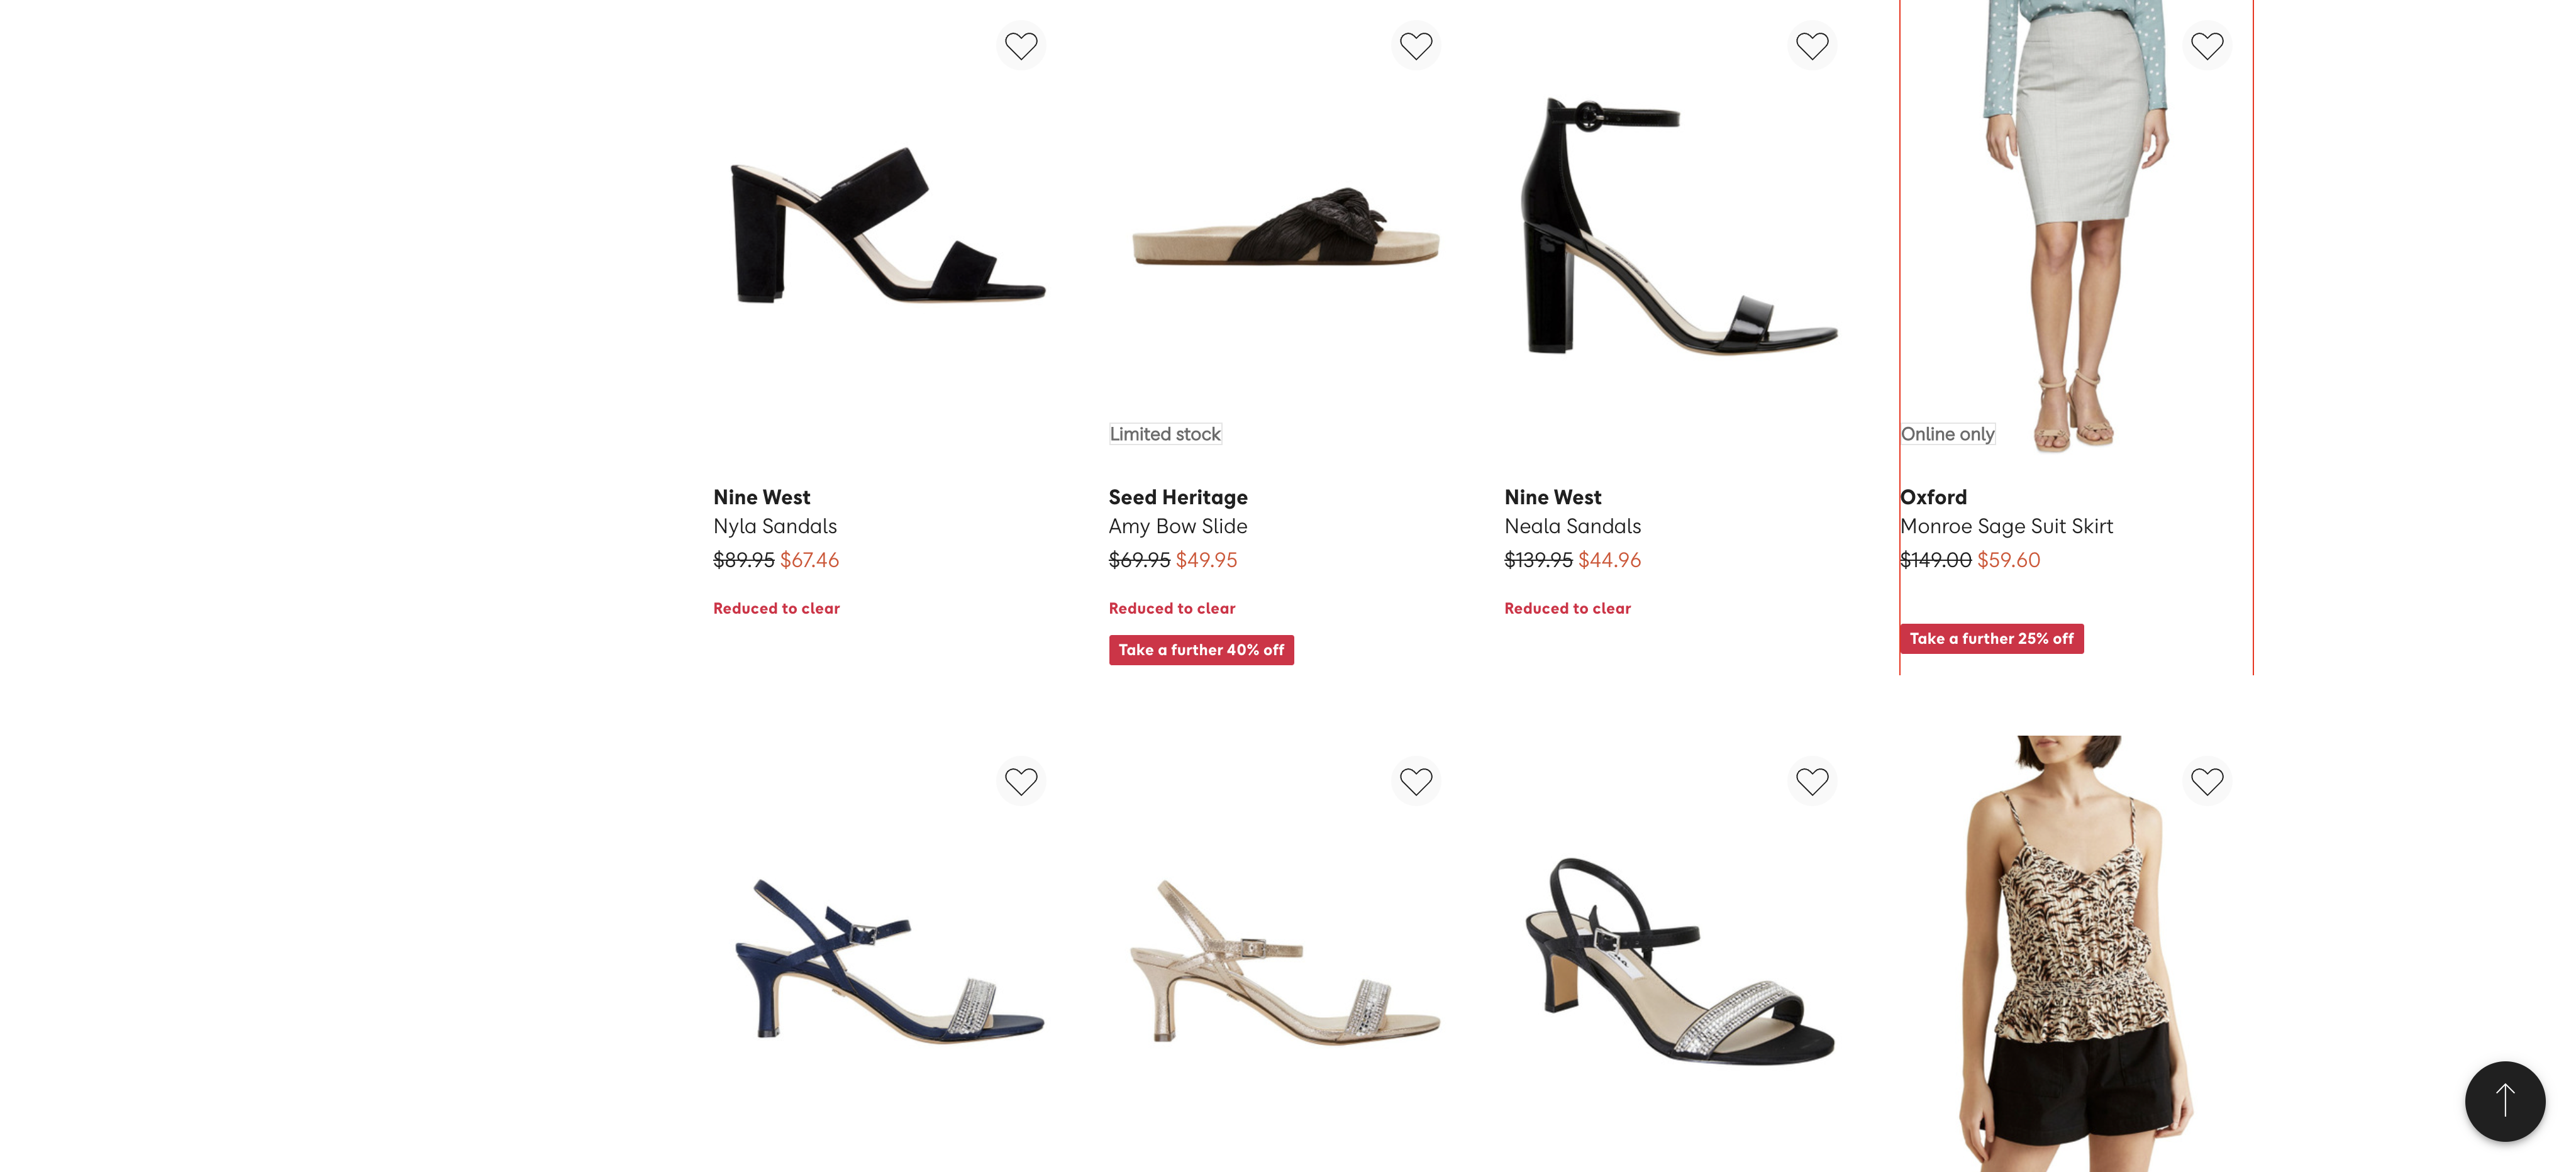 Limited stock
Online only
Nine West
Nyla Sandals
$89.95 $67.46
Reduced to clear
Seed Heritage
Amy Bow Slide
$69.95 $49.95
Reduced to clear
Take a further 40% off
Nine West
Neala Sandals
$139.95 $44.96
Reduced to clear
Oxford
Monroe Sage Suit Skirt
$149.00 $59.60
Take a further 25% off